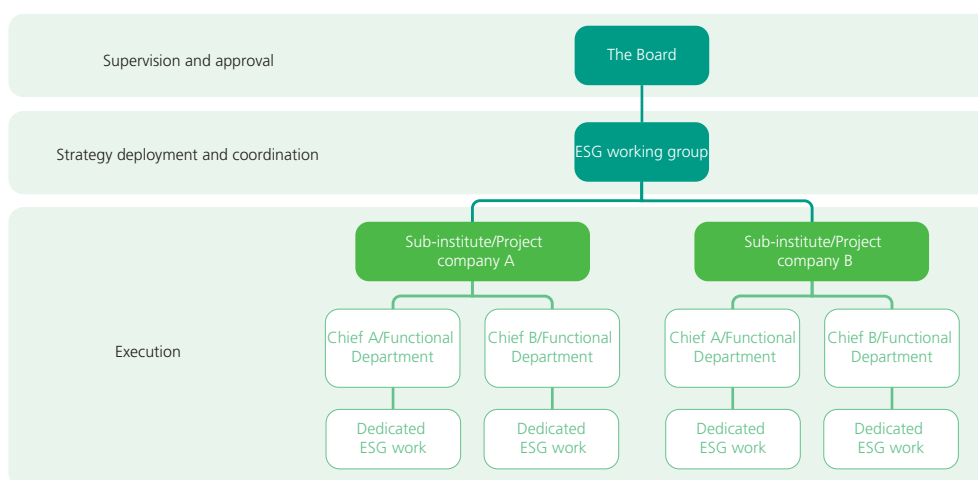 Supervision and approval
The Board
Strategy deployment and coordination
ESG working group
Execution
Sub-institute/Project
company A
Sub-institute/Project
company B
Chief A/Functional
Department
Chief B/Functional
Department
Chief A/Functional
Department
Chief B/Functional
Department
Dedicated
ESG work
Dedicated
ESG work
Dedicated
ESG work
Dedicated
ESG work